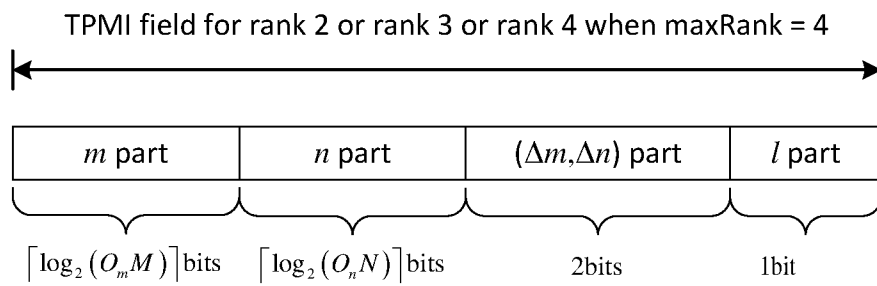 TPMI field for rank 2 or rank 3 or rank 4 when maxRank = 4
m part n part (Δm,Δn) part l part
⌈log₂(OₘM)⌉bits ⌈log₂(OₙN)⌉bits 2bits 1bit